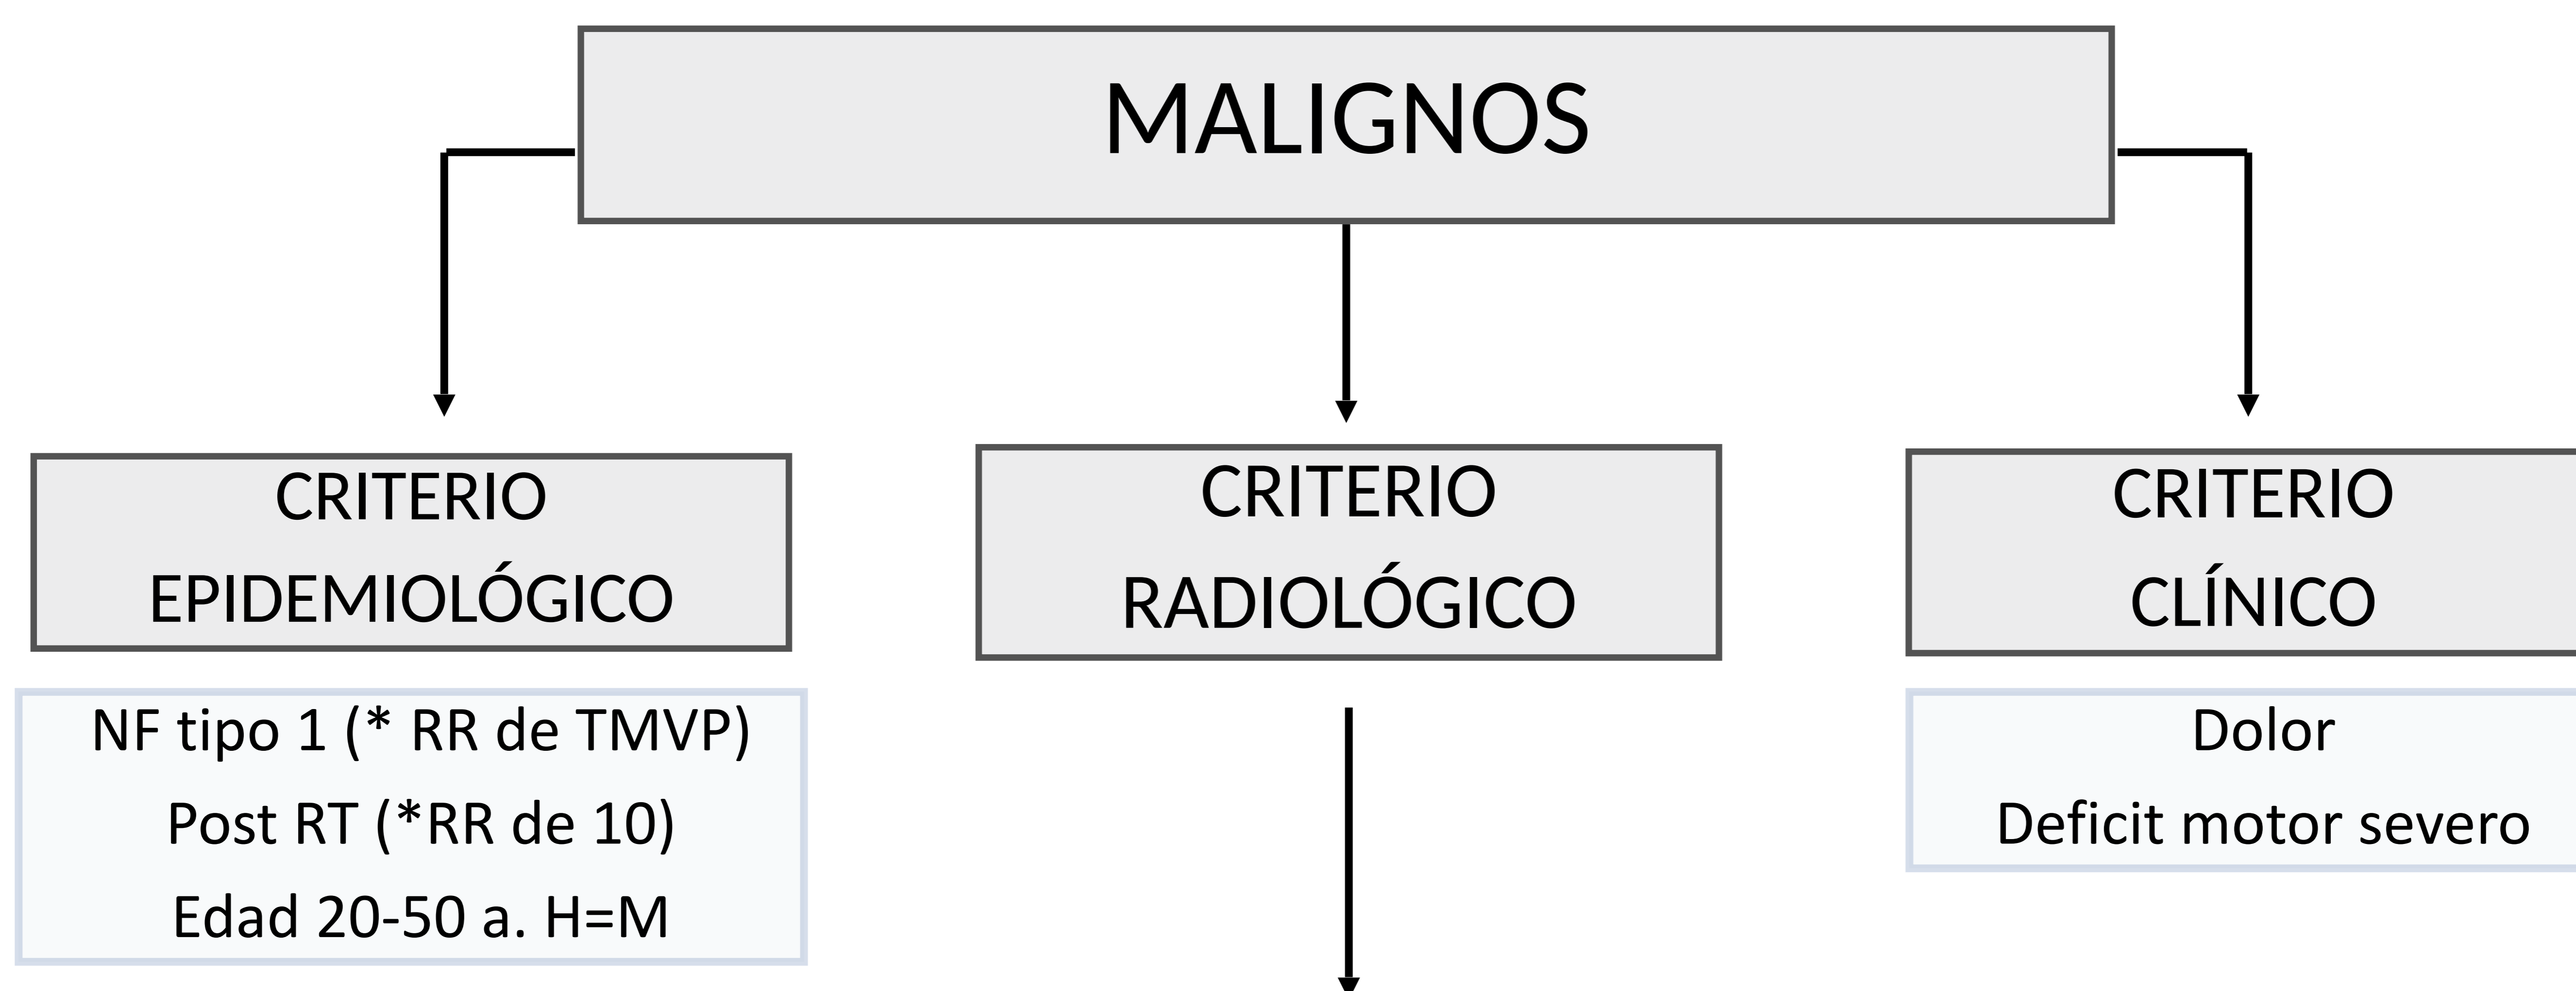 MALIGNOS
CRITERIO
EPIDEMIOLÓGICO
NF tipo 1 (* RR de TMVP)
Post RT (*RR de 10)
Edad 20-50 a. H=M
CRITERIO
RADIOLÓGICO
CRITERIO
CLÍNICO
Dolor
Deficit motor severo